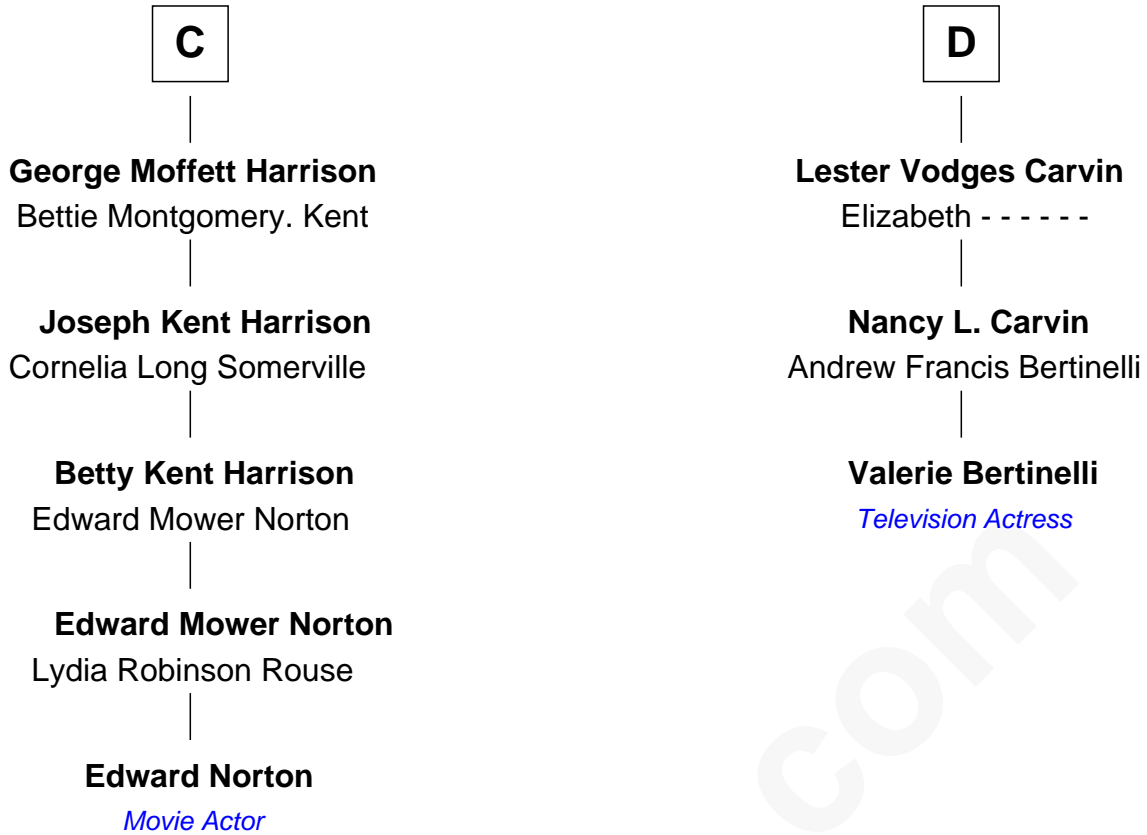 C
George Moffett Harrison
Bettie Montgomery. Kent
Joseph Kent Harrison
Cornelia Long Somerville
Betty Kent Harrison
Edward Mower Norton
Edward Mower Norton
Lydia Robinson Rouse
Edward Norton
Movie Actor
D
Lester Vodges Carvin
Elizabeth - - - - - -
Nancy L. Carvin
Andrew Francis Bertinelli
Valerie Bertinelli
Television Actress
com